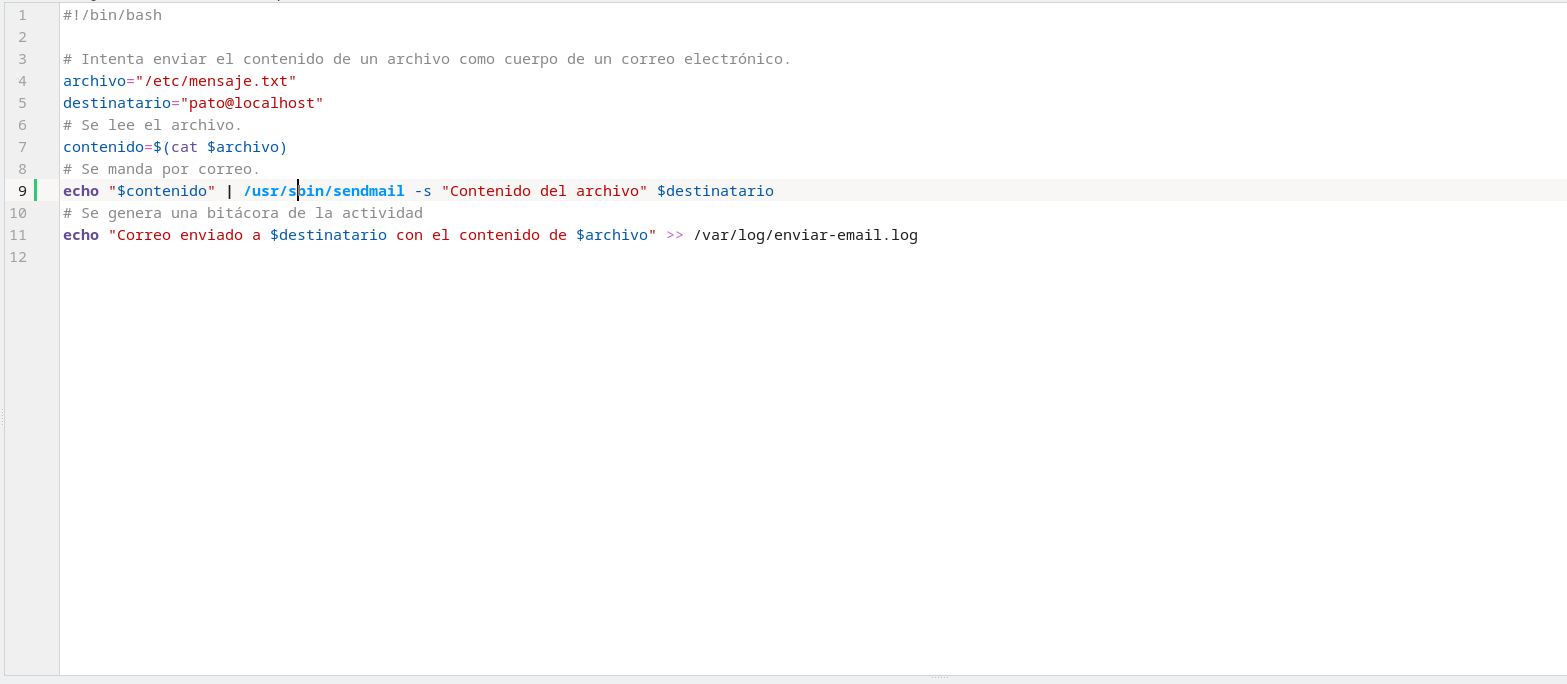 1 #!/bin/bash
2
3 # Intenta enviar el contenido de un archivo como cuerpo de un correo electrónico.
4 archivo="/etc/mensaje.txt"
5 destinatario="pato@localhost"
6 # Se lee el archivo.
7 contenido=$(cat $archivo)
8 # Se manda por correo.
9 echo "$contenido" | /usr/sbin/sendmail -s "Contenido del archivo" $destinatario
10 # Se genera una bitácora de la actividad
11 echo "Correo enviado a $destinatario con el contenido de $archivo" >> /var/log/enviar-email.log
12